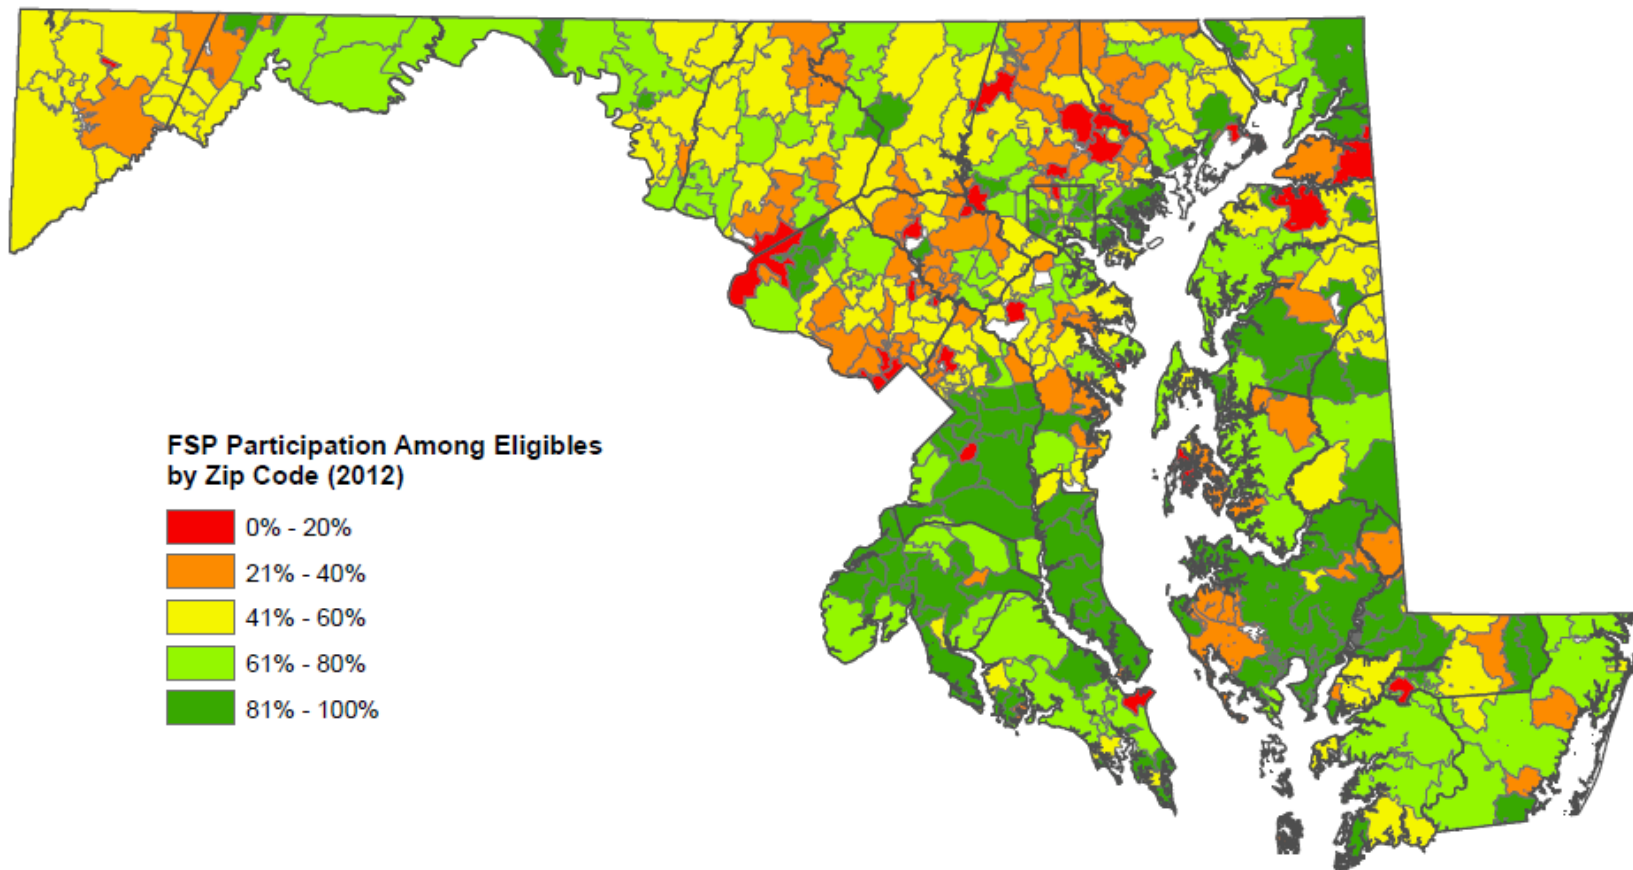 FSP Participation Among Eligibles
by Zip Code (2012)
0% - 20%
21% - 40%
41% - 60%
61% - 80%
81% - 100%